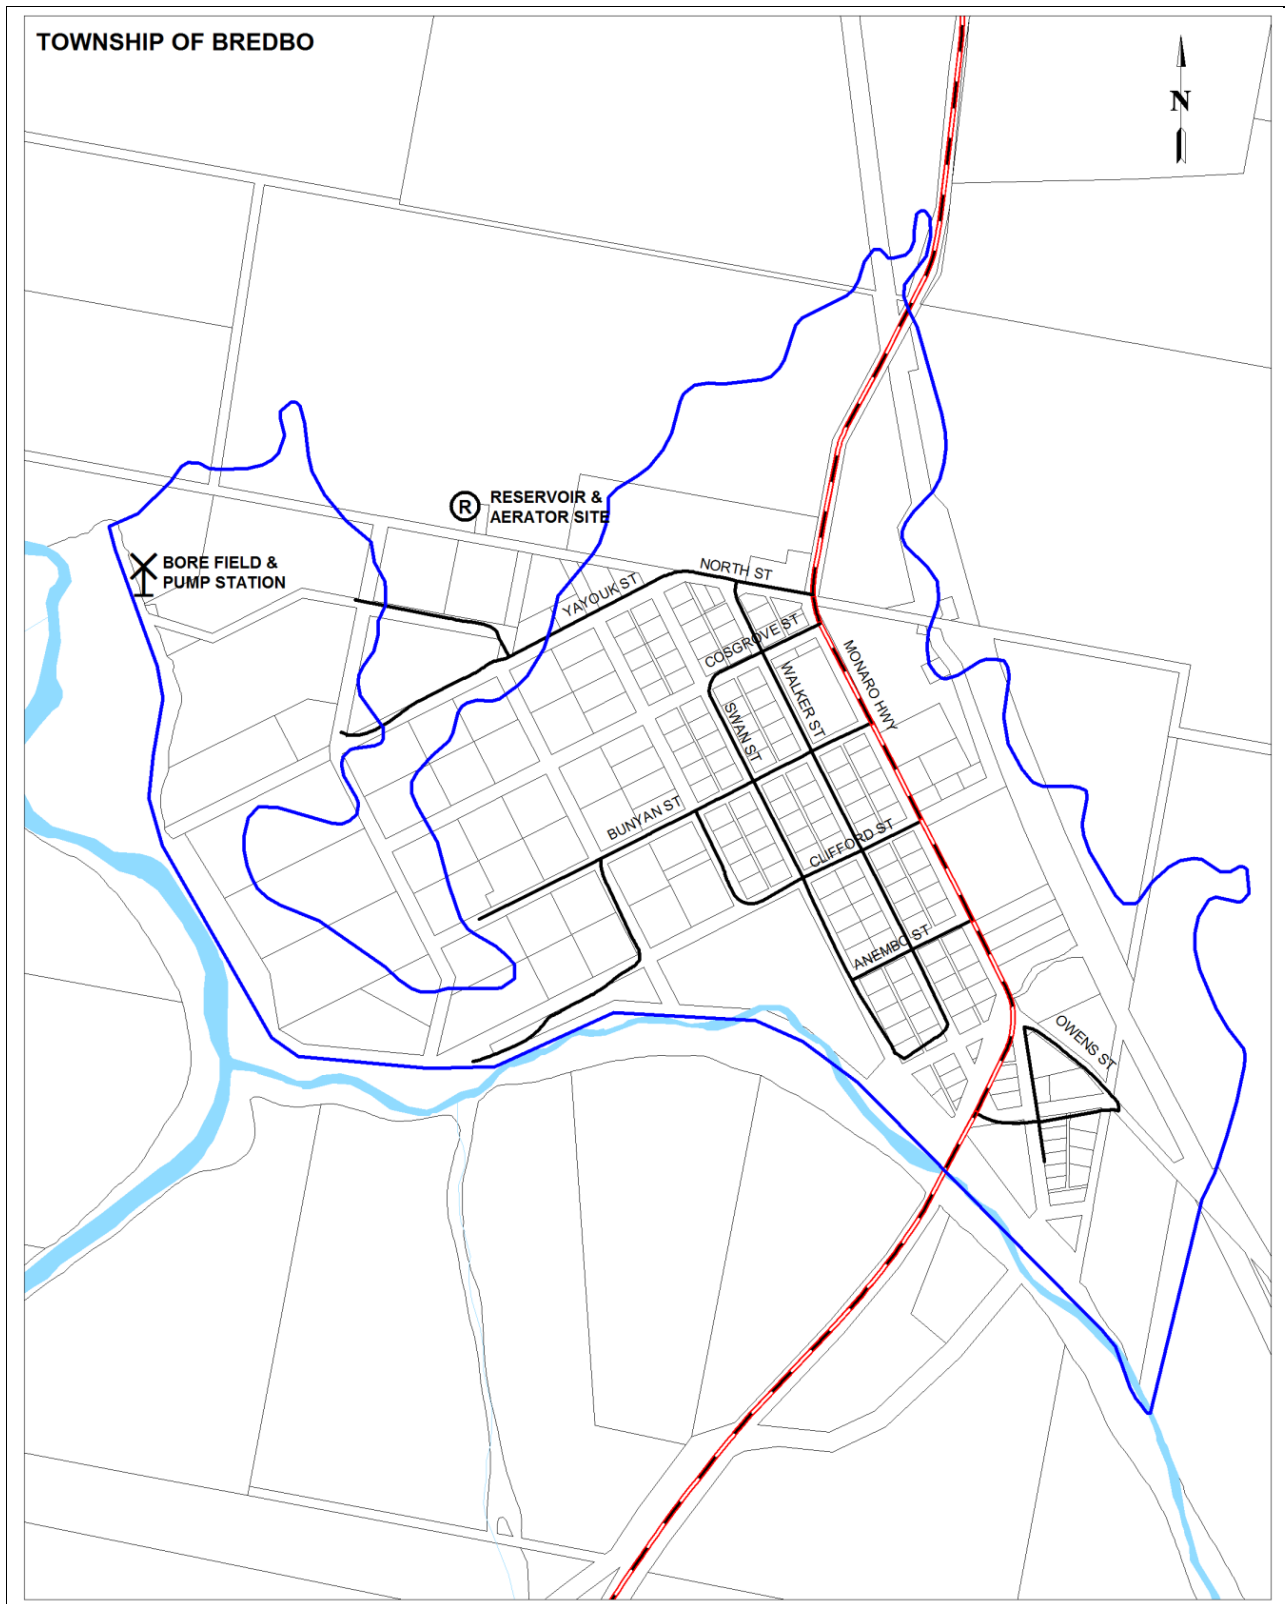 TOWNSHIP OF BREDBO
N
R
RESERVOIR &
AERATOR SITE
BORE FIELD &
PUMP STATION
NORTH ST
YAYOUK ST
COSGROVE ST
MONARO HWY
WALKER ST
SWAN ST
BUNYAN ST
CLIFFORD ST
ANEMBO ST
OWENS ST